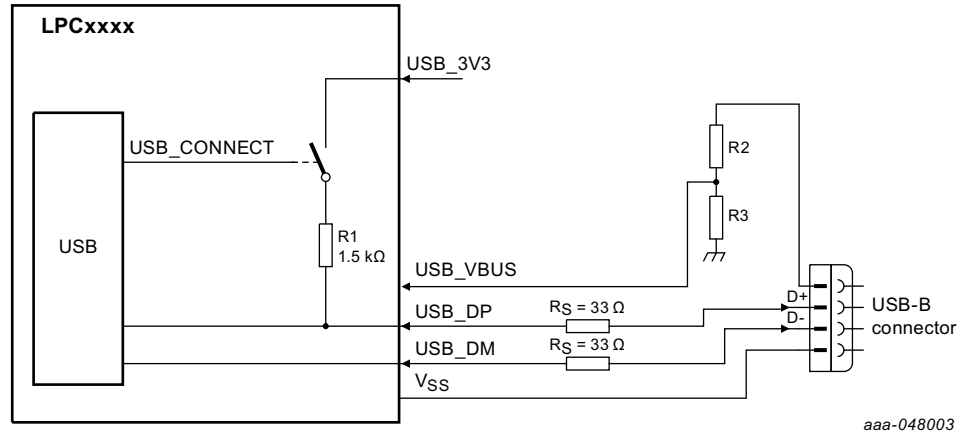 LPCxxxx
USB_3V3
USB_CONNECT
R2
R3
USB
R1
1.5 kΩ
USB_VBUS
USB_DP
RS = 33 Ω
D+
USB-B
connector
D-
USB_DM
RS = 33 Ω
VSS
aaa-048003